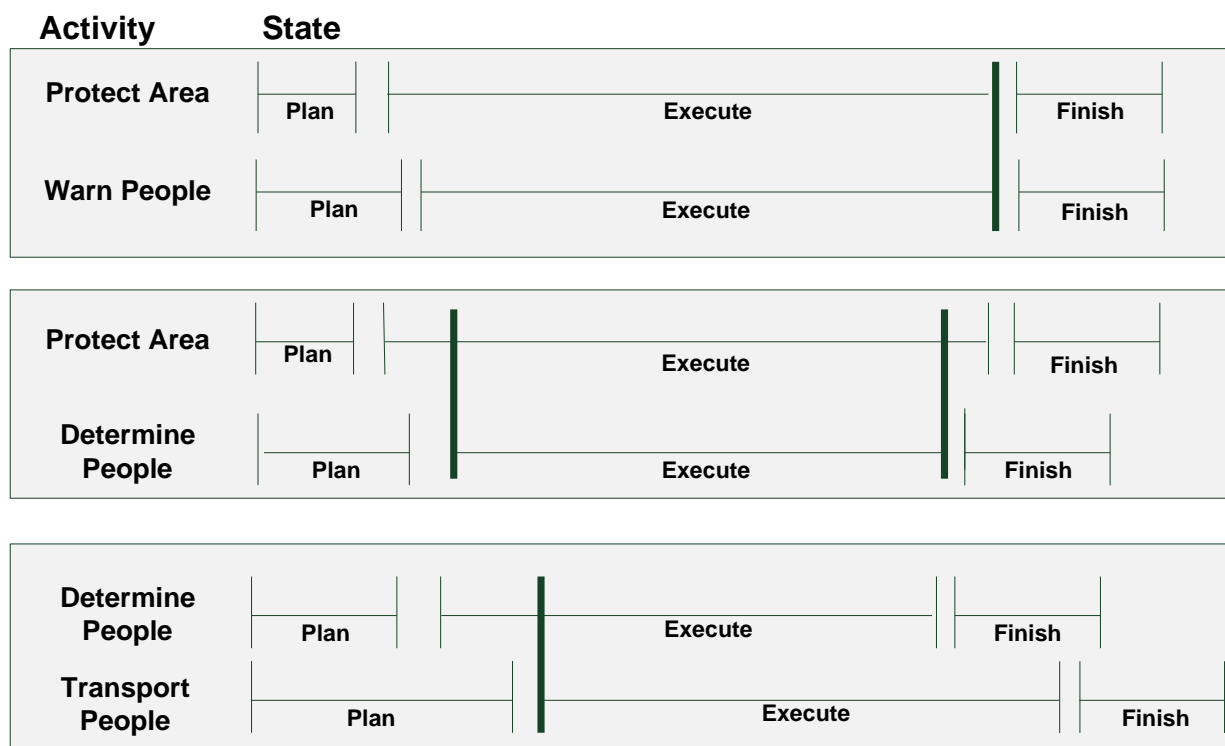 Activity State
Protect Area
Plan Execute Finish
Warn People
Plan Execute Finish
Protect Area
Plan Execute Finish
Determine
People
Plan Execute Finish
Determine
People
Plan Execute Finish
Transport
People
Plan Execute Finish